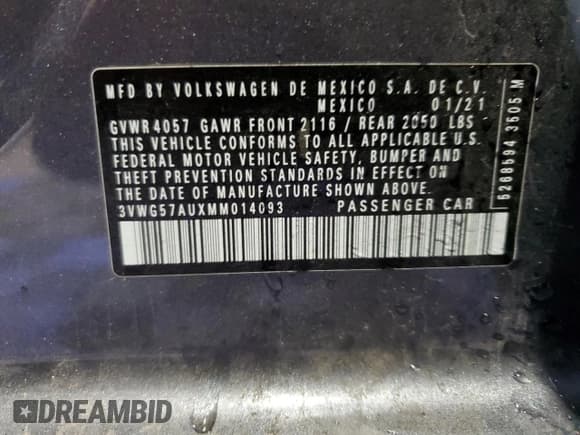 MFD BY VOLKSWAGEN DE MEXICO S.A. DE C.V.
MEXICO 01/21
GVWR 4057 GAWR FRONT 2116 / REAR 2050 LBS
THIS VEHICLE CONFORMS TO ALL APPLICABLE U.S.
FEDERAL MOTOR VEHICLE SAFETY, BUMPER AND
THEFT PREVENTION STANDARDS IN EFFECT ON
THE DATE OF MANUFACTURE SHOWN ABOVE.
3VWG57AUXMM014093 PASSENGER CAR
5268594 3605 M
DREAMBID